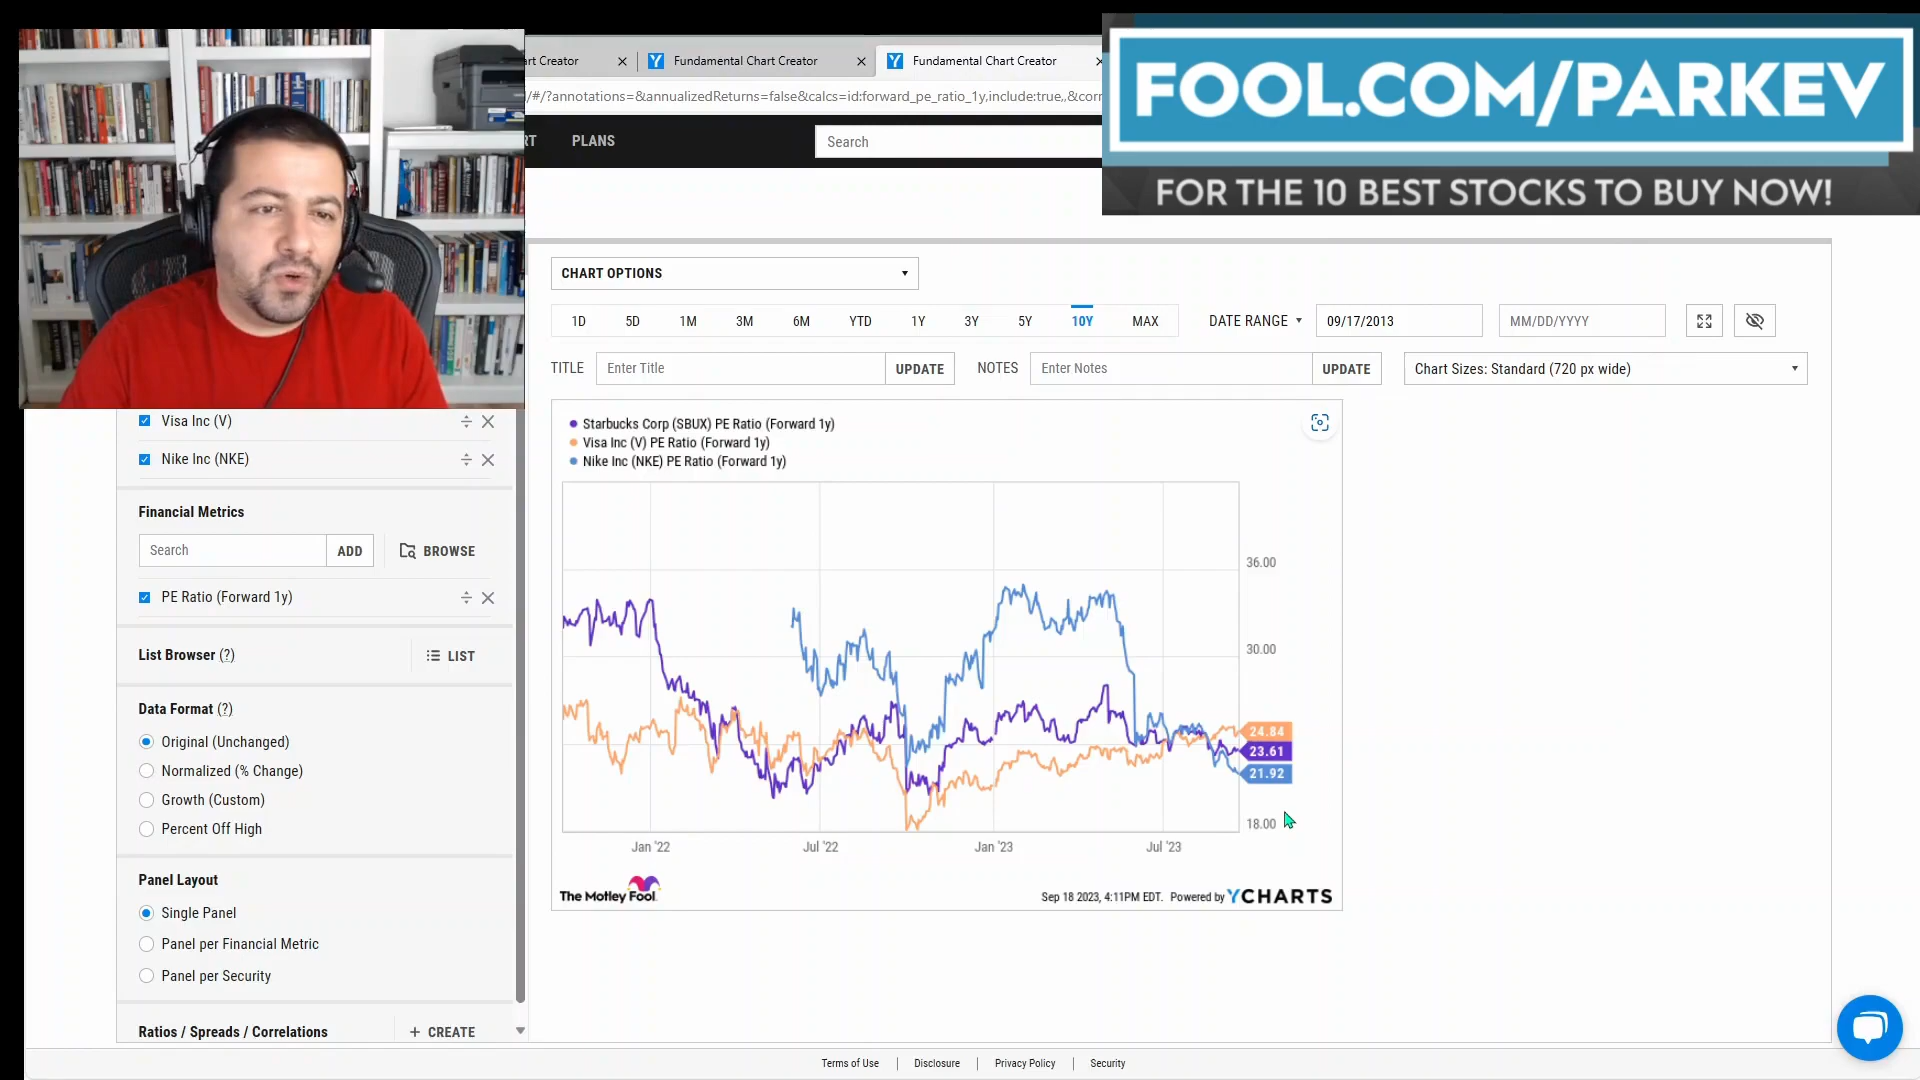 FOOL.COM/PARKEV
FOR THE 10 BEST STOCKS TO BUY NOW!
rt Creator
Fundamental Chart Creator
Fundamental Chart Creator
/#/?annotations=&annualizedReturns=false&calcs=id:forward_pe_ratio_1y,include:true,,&corr
RT
PLANS
Search
CHART OPTIONS
1D 5D 1M 3M 6M YTD 1Y 3Y 5Y 10Y MAX
DATE RANGE
09/17/2013
MM/DD/YYYY
TITLE
Enter Title
UPDATE
NOTES
Enter Notes
UPDATE
Chart Sizes: Standard (720 px wide)
Visa Inc (V)
Nike Inc (NKE)
Financial Metrics
Search
ADD
BROWSE
PE Ratio (Forward 1y)
List Browser (?)
LIST
Data Format (?)
Original (Unchanged)
Normalized (% Change)
Growth (Custom)
Percent Off High
Panel Layout
Single Panel
Panel per Financial Metric
Panel per Security
Ratios / Spreads / Correlations
CREATE
Starbucks Corp (SBUX) PE Ratio (Forward 1y)
Visa Inc (V) PE Ratio (Forward 1y)
Nike Inc (NKE) PE Ratio (Forward 1y)
36.00
30.00
24.84
23.61
21.92
18.00
Jan '22
Jul '22
Jan '23
Jul '23
The Motley Fool.
Sep 18 2023, 4:11PM EDT. Powered by YCHARTS
Terms of Use
Disclosure
Privacy Policy
Security